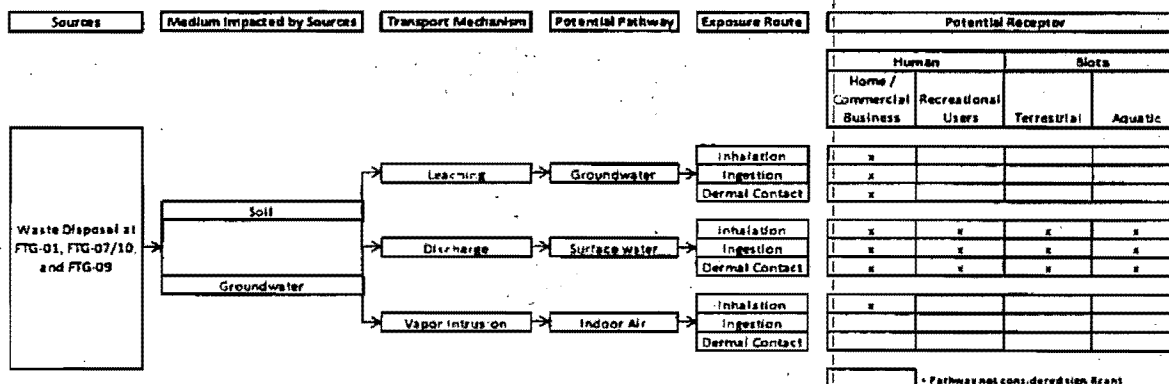 Sources Medium Impacted by Sources Transport Mechanism Potential Pathway Exposure Route Potential Receptor
Human Biota
Home /
Commercial Recreational
Business Users Terrestrial Aquatic
Inhalation x
Leaching Groundwater Ingestion x
Dermal Contact x
Soil
Waste Disposal at
FTG-01, FTG-07/10,
and FTG-09
Inhalation x x x x
Discharge Surface water Ingestion x x x x
Dermal Contact x x x x
Groundwater
Inhalation x
Vapor Intrusion Indoor Air Ingestion
Dermal Contact
Pathway not considered significant